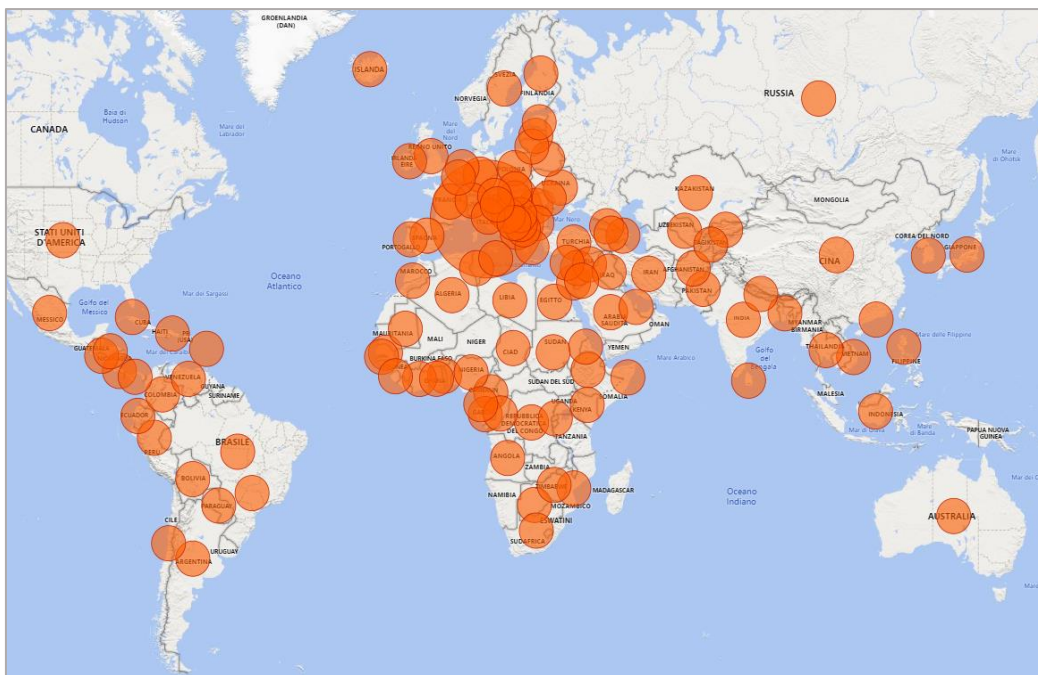 GROENLANDIA
(DAN)
ISLANDA
SVEZIA
FINLANDIA
NORVEGIA
RUSSIA
Baia di
Hudson
Mare del
Labrador
CANADA
Mare
del
Nord
REGNO UNITO
IRLANDA
EIRE
Mare
di Ohotsk
KAZAKISTAN
MONGOLIA
UZBEKISTAN
COREA DEL NORD
GIAPPONE
STATI UNITI
D'AMERICA
PORTOGALLO
Mar Nero
TURCHIA
TAGIKISTAN
CINA
Oceano
Atlantico
MAROCCO
IRAQ
IRAN
AFGHANISTAN
PAKISTAN
Golfo del
Messico
Mar dei Sargassi
ALGERIA
LIBIA
EGITTO
ARABIA
SAUDITA
OMAN
MESSICO
CUBA
HAITI
INDIA
MYANMAR
BIRMANIA
Mare delle Filippine
MAURITANIA
MALI
NIGER
CIAD
SUDAN
YEMEN
Mare Arabico
Golfo
del
Bengala
THAILANDIA
VIETNAM
FILIPPINE
GUATEMALA
Mar dei Caraibi
BURKINA FASO
NIGERIA
SUDAN DEL SUD
SOMALIA
VENEZUELA
GUYANA
SURINAME
COLOMBIA
MALESIA
ECUADOR
UGANDA
KENYA
REPUBBLICA
DEMOCRATICA
DEL CONGO
TANZANIA
INDONESIA
Mar di Giava
Mare
di Banda
PAPUA NUOVA
GUINEA
BRASILE
PERÙ
ANGOLA
ZAMBIA
BOLIVIA
ZIMBABWE
MADAGASCAR
NAMIBIA
MOZAMBICO
Oceano
Indiano
PARAGUAY
CILE
ESWATINI
AUSTRALIA
SUDAFRICA
URUGUAY
ARGENTINA